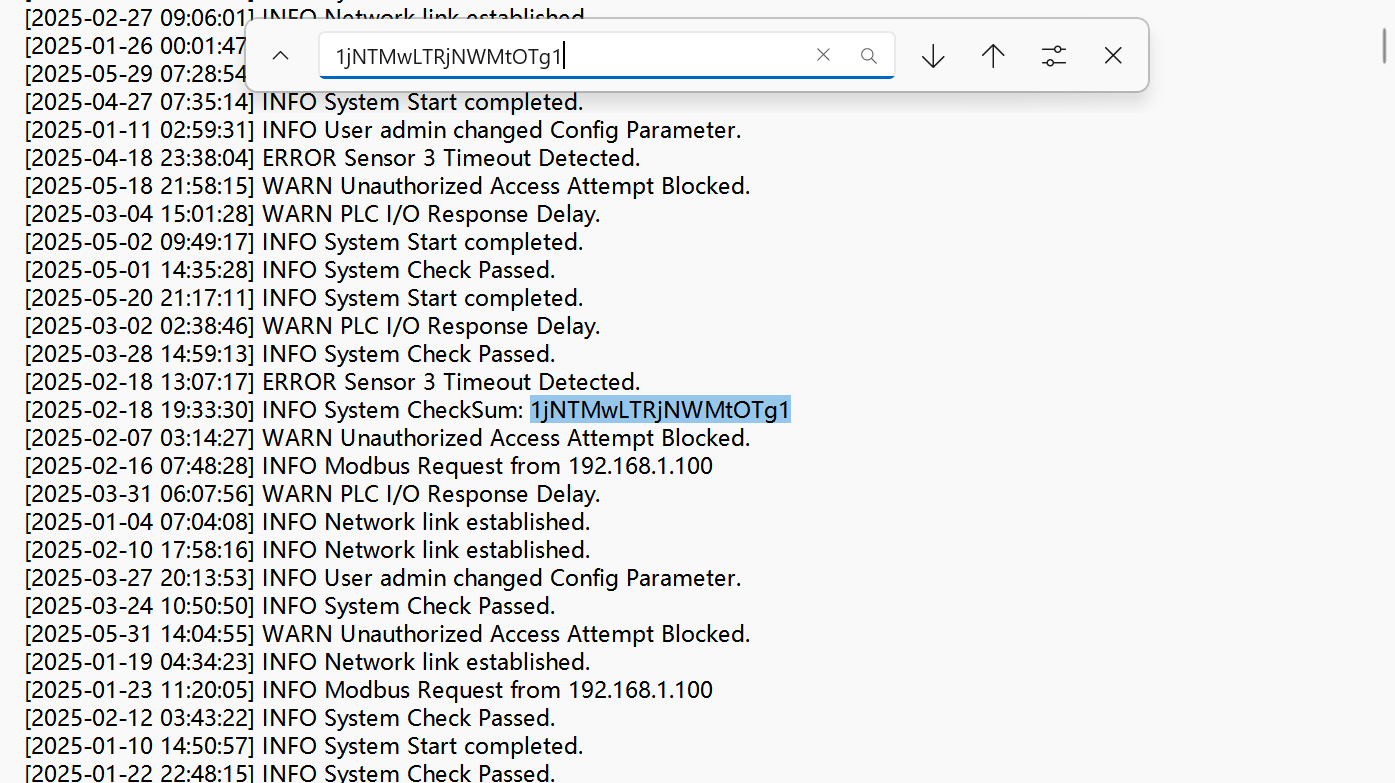 [2025-02-27 09:06:01] INFO Network link established.
1jNTMwLTRjNWMtOTg1
[2025-01-26 00:01:47
[2025-05-29 07:28:54
[2025-04-27 07:35:14] INFO System Start completed.
[2025-01-11 02:59:31] INFO User admin changed Config Parameter.
[2025-04-18 23:38:04] ERROR Sensor 3 Timeout Detected.
[2025-05-18 21:58:15] WARN Unauthorized Access Attempt Blocked.
[2025-03-04 15:01:28] WARN PLC I/O Response Delay.
[2025-05-02 09:49:17] INFO System Start completed.
[2025-05-01 14:35:28] INFO System Check Passed.
[2025-05-20 21:17:11] INFO System Start completed.
[2025-03-02 02:38:46] WARN PLC I/O Response Delay.
[2025-03-28 14:59:13] INFO System Check Passed.
[2025-02-18 13:07:17] ERROR Sensor 3 Timeout Detected.
[2025-02-18 19:33:30] INFO System CheckSum: 1jNTMwLTRjNWMtOTg1
[2025-02-07 03:14:27] WARN Unauthorized Access Attempt Blocked.
[2025-02-16 07:48:28] INFO Modbus Request from 192.168.1.100
[2025-03-31 06:07:56] WARN PLC I/O Response Delay.
[2025-01-04 07:04:08] INFO Network link established.
[2025-02-10 17:58:16] INFO Network link established.
[2025-03-27 20:13:53] INFO User admin changed Config Parameter.
[2025-03-24 10:50:50] INFO System Check Passed.
[2025-05-31 14:04:55] WARN Unauthorized Access Attempt Blocked.
[2025-01-19 04:34:23] INFO Network link established.
[2025-01-23 11:20:05] INFO Modbus Request from 192.168.1.100
[2025-02-12 03:43:22] INFO System Check Passed.
[2025-01-10 14:50:57] INFO System Start completed.
[2025-01-22 22:48:15] INFO System Check Passed.